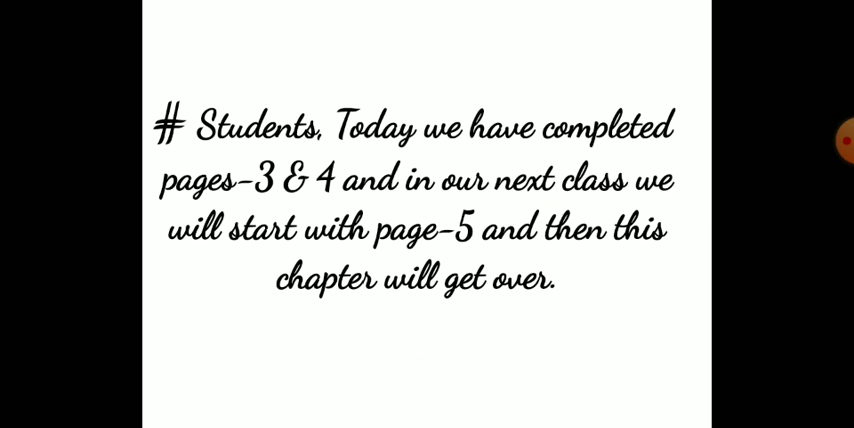 # Students, Today we have completed
pages-3 & 4 and in our next class we
will start with page-5 and then this
chapter will get over.